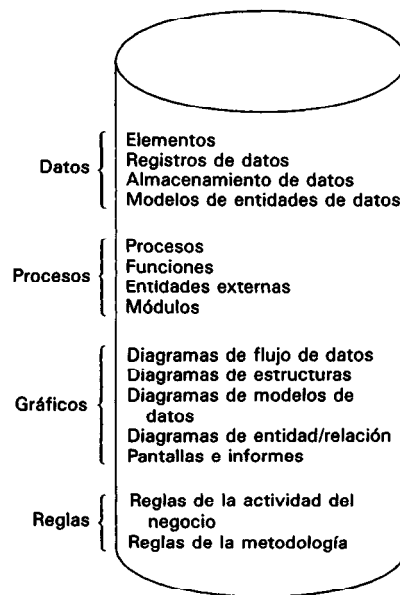 Datos
Elementos
Registros de datos
Almacenamiento de datos
Modelos de entidades de datos
Procesos
Procesos
Funciones
Entidades externas
Módulos
Gráficos
Diagramas de flujo de datos
Diagramas de estructuras
Diagramas de modelos de
datos
Diagramas de entidad/relación
Pantallas e informes
Reglas
Reglas de la actividad del
negocio
Reglas de la metodología